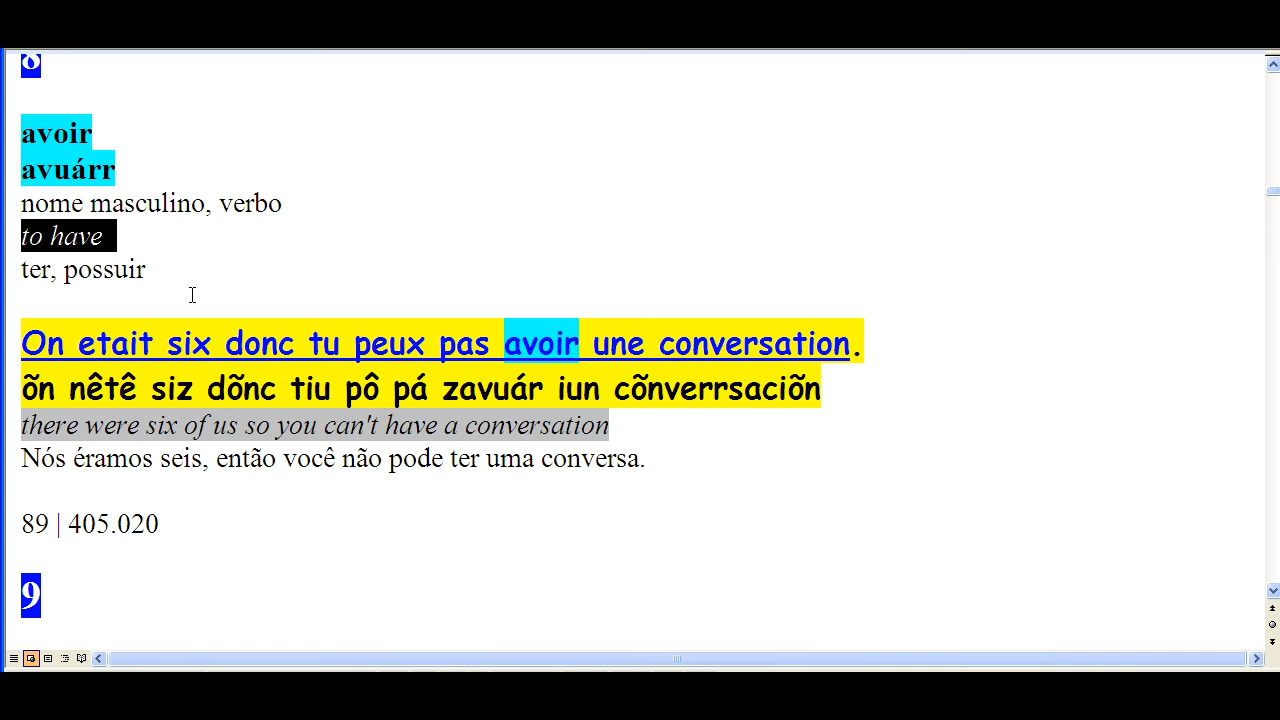 8
avoir
avuárr
nome masculino, verbo
to have
ter, possuir
On etait six donc tu peux pas avoir une conversation.
õn nêtê siz dõnc tiu pô pá zavuár iun cõnverrsaciõn
there were six of us so you can't have a conversation
Nós éramos seis, então você não pode ter uma conversa.
89 | 405.020
9